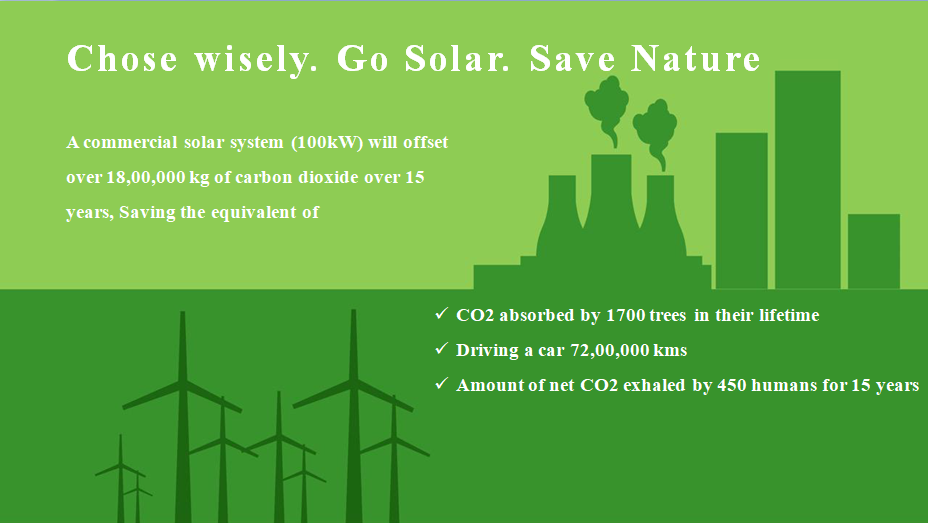 Chose wisely. Go Solar. Save Nature
A commercial solar system (100kW) will offset
over 18,00,000 kg of carbon dioxide over 15
years, Saving the equivalent of
✓ CO2 absorbed by 1700 trees in their lifetime
✓ Driving a car 72,00,000 kms
✓ Amount of net CO2 exhaled by 450 humans for 15 years